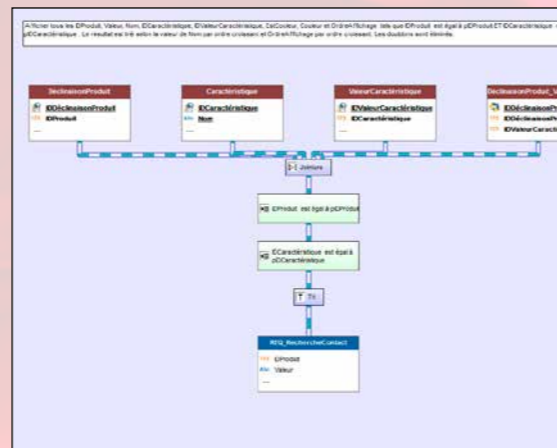 Afficher tous les IDProduit, Valeur, Nom, IDCaractéristique, IDValeurCaractéristique, EstCouleur, Couleur et OrdreAffichage tels que IDProduit est égal à pIDProduit ET IDCaractéristique
pIDCaractéristique. Le résultat est trié selon la valeur de Nom par ordre croissant et OrdreAffichage par ordre croissant. Les doublons sont éliminés.
DéclinaisonProduit
IDDéclinaisonProduit
IDProduit
...
Caractéristique
IDCaractéristique
Nom
...
ValeurCaractéristique
IDValeurCaractéristique
IDCaractéristique
...
DéclinaisonProduit_V
IDDéclinaisonP
IDDéclinaisonP
IDValeurCaracté
Jointure
IDProduit est égal à pIDProduit
IDCaractéristique est égal à
pIDCaractéristique
Tri
REQ_RechercheContact
IDProduit
Valeur
...